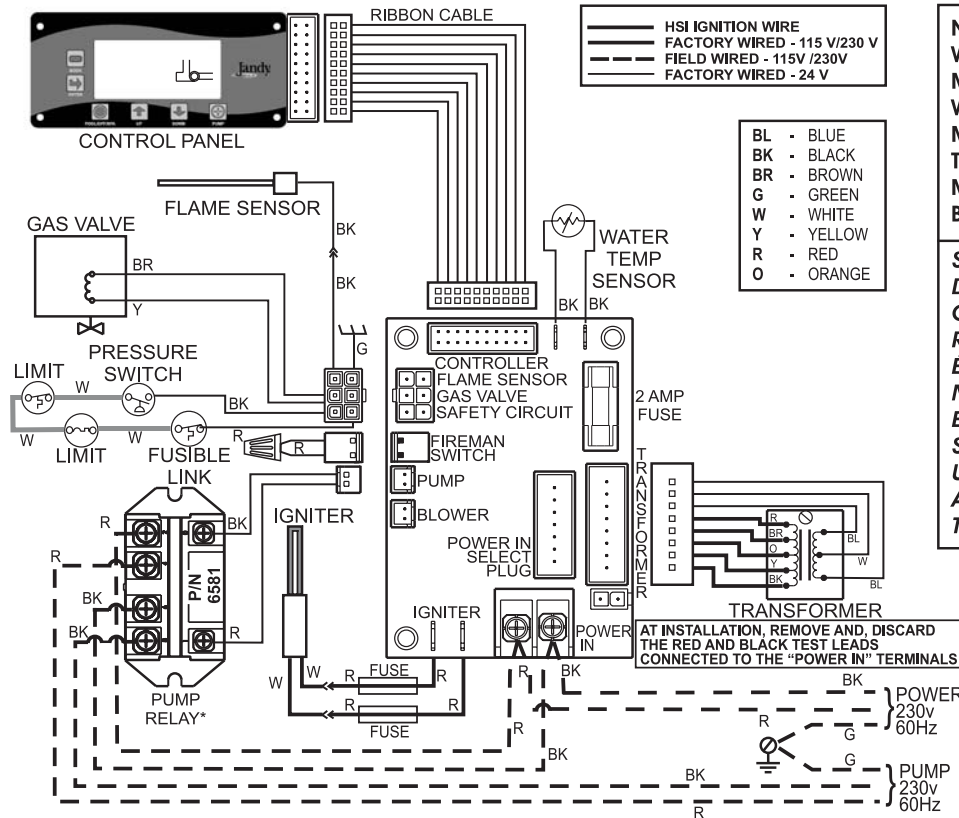 RIBBON CABLE
Jandy
CONTROL PANEL
HSI IGNITION WIRE
FACTORY WIRED - 115 V/230 V
FIELD WIRED - 115V /230V
FACTORY WIRED - 24 V
BL - BLUE
BK - BLACK
BR - BROWN
G - GREEN
W - WHITE
Y - YELLOW
R - RED
O - ORANGE
N
W
M
W
M
T
M
B
FLAME SENSOR
BK
BK
GAS VALVE
BR
Y
WATER
TEMP
SENSOR
BK BK
G
LIMIT
W
PRESSURE
SWITCH
BK
W
LIMIT
W
FUSIBLE
LINK
R
R
CONTROLLER
FLAME SENSOR
GAS VALVE
SAFETY CIRCUIT
2 AMP
FUSE
FIREMAN
SWITCH
PUMP
BLOWER
POWER IN
SELECT
PLUG
TRANSFORMER
R
BR
O
Y
BK
BL
W
BL
TRANSFORMER
IGNITER
R
BK
R
BK
BK
R
P/N
6581
PUMP
RELAY*
IGNITER
POWER
IN
AT INSTALLATION, REMOVE AND, DISCARD
THE RED AND BLACK TEST LEADS
CONNECTED TO THE “POWER IN” TERMINALS
W
W
R
FUSE
R
R
FUSE
R
R
R
BK
BK
BK
POWER
230v
60Hz
R
G
G
BK
R
PUMP
230v
60Hz